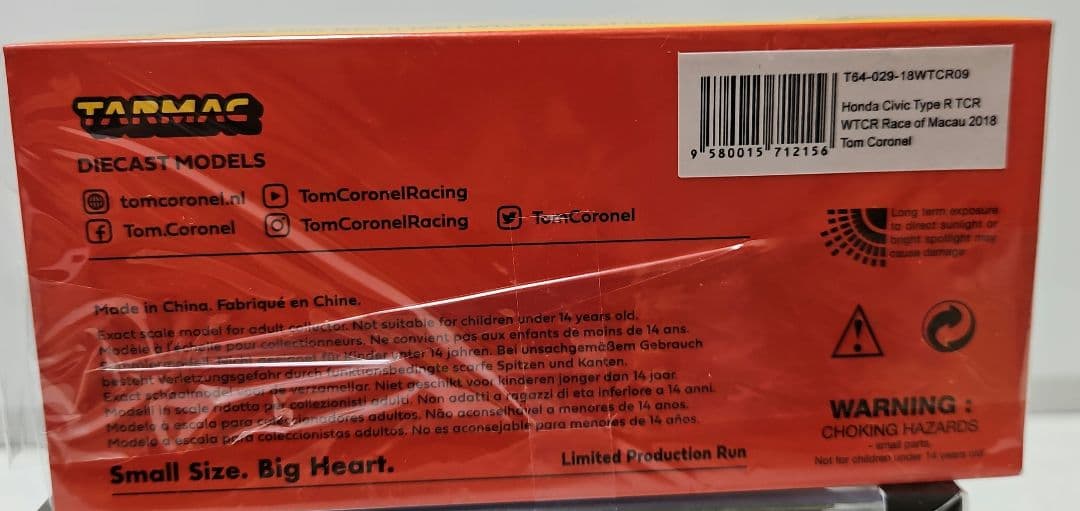 TARMAC
DIECAST MODELS
tomcoronel.nl
TomCoronelRacing
Tom.Coronel
TomCoronelRacing
TomCoronel
T64-029-18WTCR09
Honda Civic Type R TCR
WTCR Race of Macau 2018
Tom Coronel
9 580015 712156
Long term exposure
to direct sunlight or
bright spotlight may
cause damage
Made in China. Fabriqué en Chine.
Exact scale model for adult collector. Not suitable for children under 14 years old.
Modèle à l'échelle pour collectionneurs. Ne convient pas aux enfants de moins de 14 ans.
für Kinder unter 14 jahren. Bei unsachgemäßem Gebrauch
besteht Verletzungsgefahr durch funktionsbedingte scarfe Spitzen und Kanten.
Exact schaalmodel voor de verzamellar. Niet geschikt voor kinderen jonger dan 14 jaar
Modelli in scale ridotta per collezionisti adulti. Non adatti a ragazzi di eta inferiore a 14 anni.
Modelo a escala para colecionadores adultos. Não aconselhável a menores de 14 anos.
Modelo a escala para coleccionistas adultos. No es aconsejable para menores de 14 años.
Small Size. Big Heart.
Limited Production Run
WARNING :
CHOKING HAZARDS
- small parts.
Not for children under 14 years old